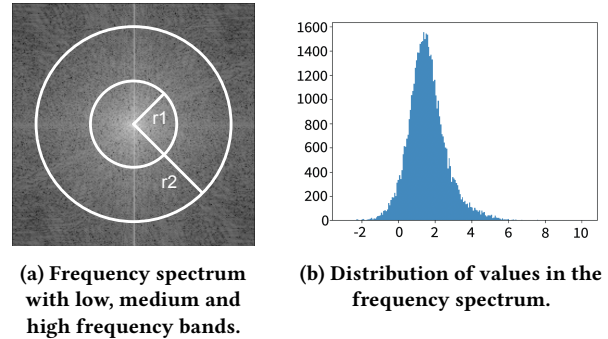 r1
r2
1600
1400
1200
1000
800
600
400
200
0
-2 0 2 4 6 8 10
(a) Frequency spectrum
with low, medium and
high frequency bands.
(b) Distribution of values in the
frequency spectrum.